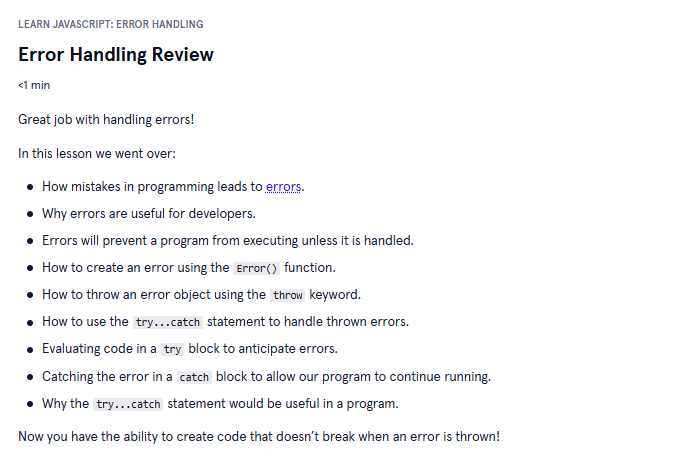 LEARN JAVASCRIPT: ERROR HANDLING
Error Handling Review
<1 min
Great job with handling errors!
In this lesson we went over:
● How mistakes in programming leads to errors.
● Why errors are useful for developers.
● Errors will prevent a program from executing unless it is handled.
● How to create an error using the Error() function.
● How to throw an error object using the throw keyword.
● How to use the try...catch statement to handle thrown errors.
● Evaluating code in a try block to anticipate errors.
● Catching the error in a catch block to allow our program to continue running.
● Why the try...catch statement would be useful in a program.
Now you have the ability to create code that doesn’t break when an error is thrown!